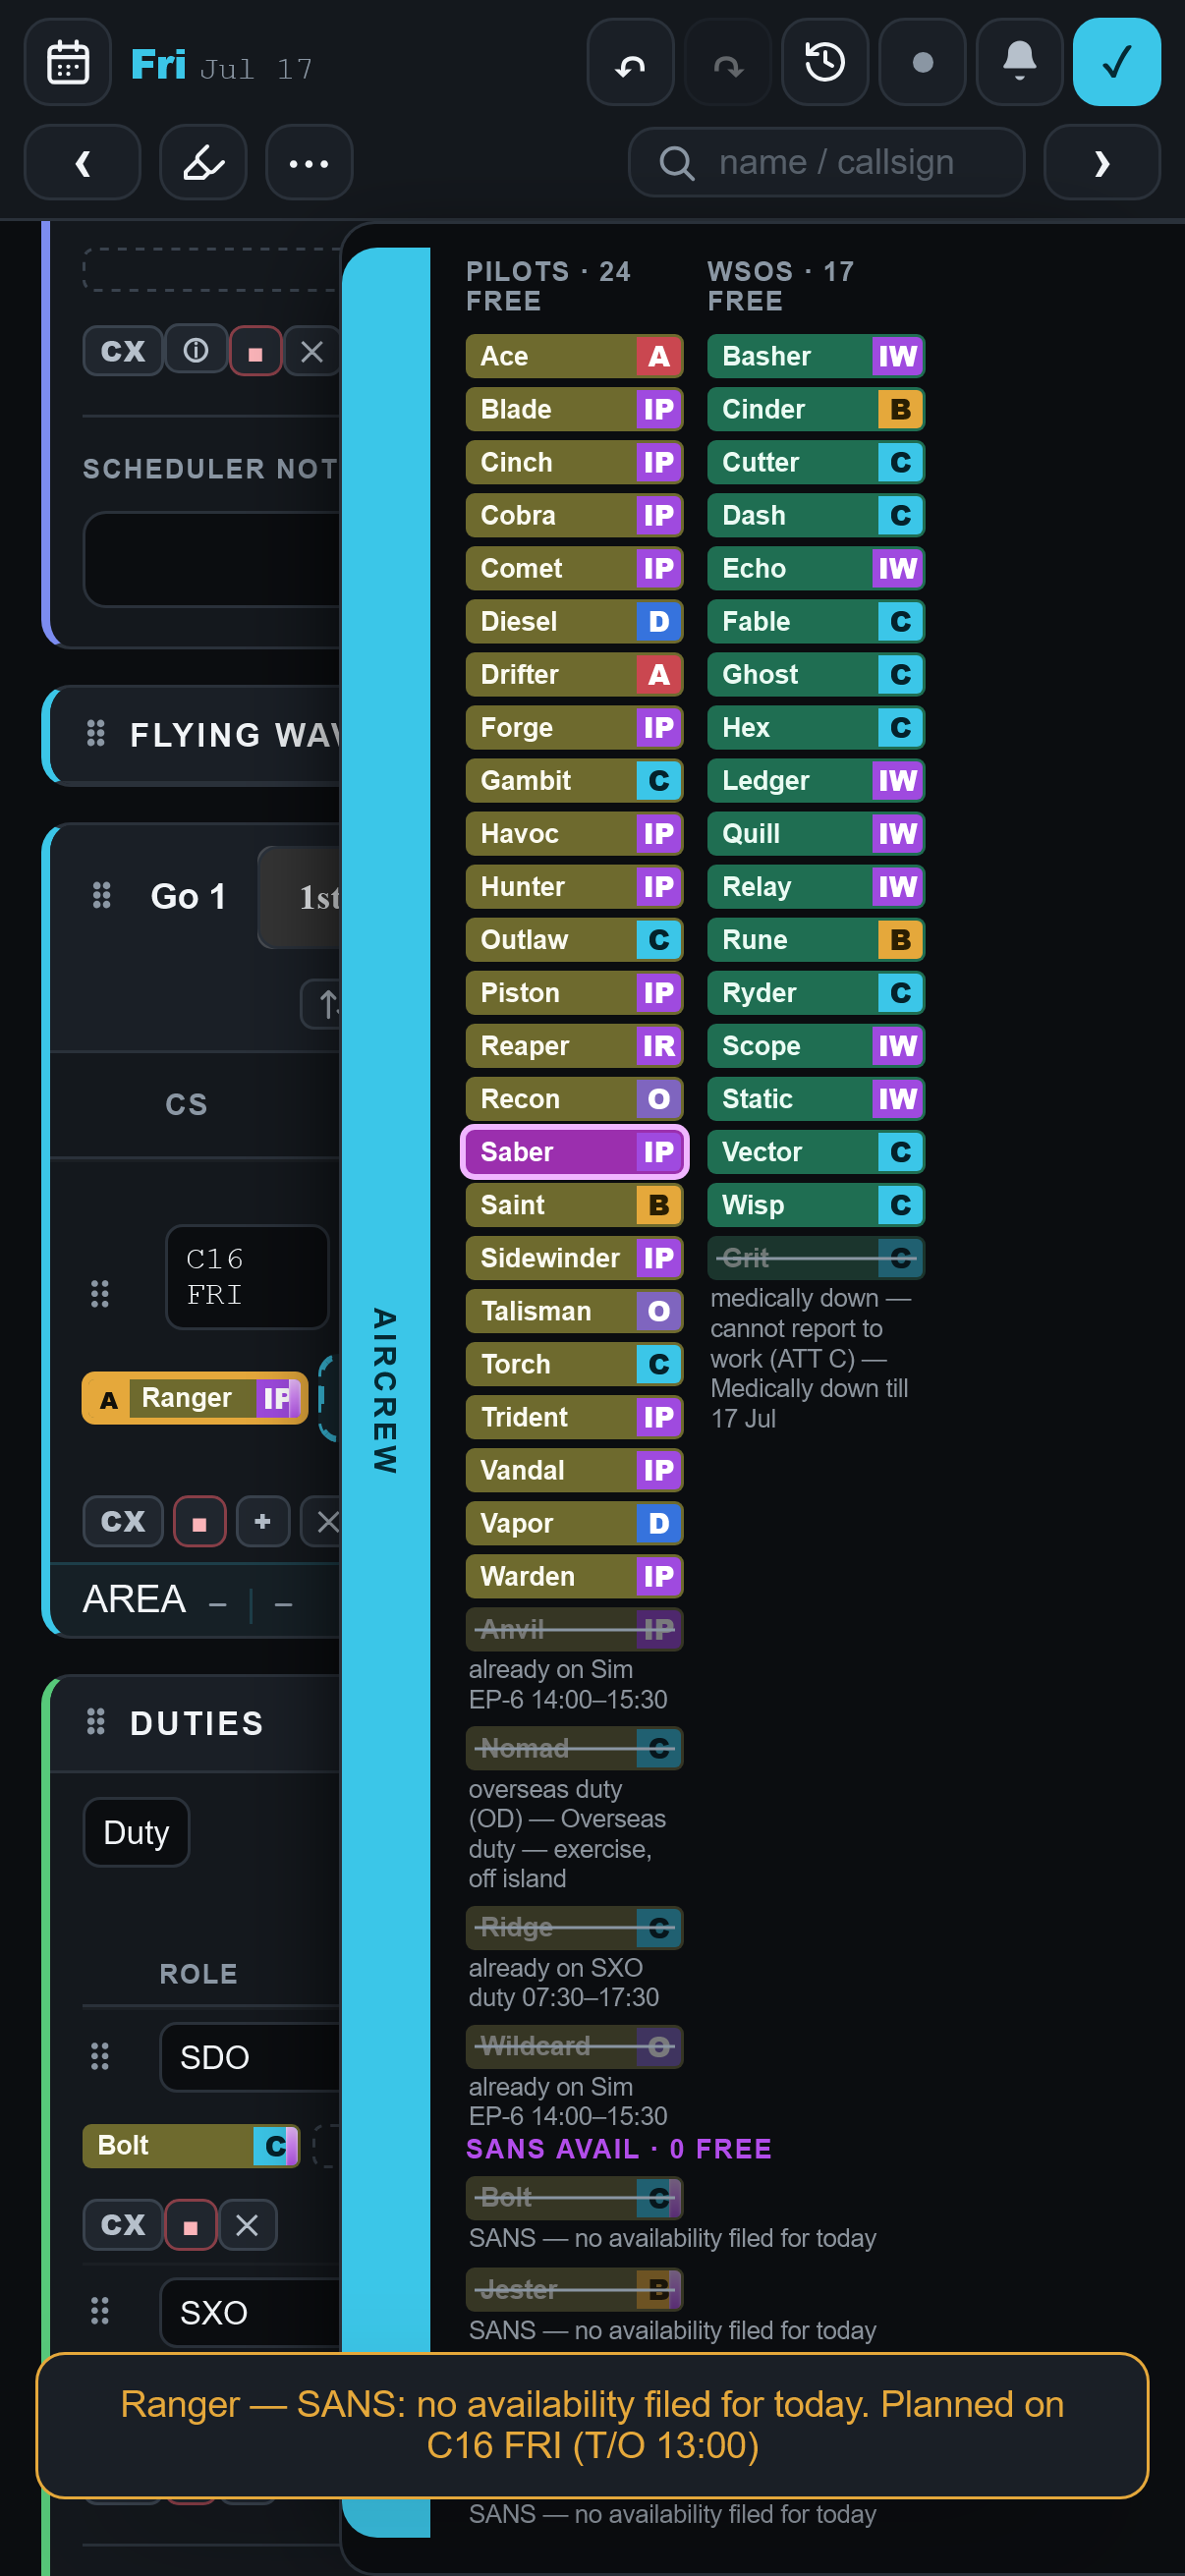 Fri Jul 17
name / callsign
CX
SCHEDULER NOT
FLYING WAV
Go 1 1st
CS
C16
FRI
A Ranger IP
CX
AREA – | –
DUTIES
Duty
ROLE
SDO
Bolt C
CX
SXO
AIRCREW
PILOTS · 24
FREE
Ace A
Blade IP
Cinch IP
Cobra IP
Comet IP
Diesel D
Drifter A
Forge IP
Gambit C
Havoc IP
Hunter IP
Outlaw C
Piston IP
Reaper IR
Recon O
Saber IP
Saint B
Sidewinder IP
Talisman O
Torch C
Trident IP
Vandal IP
Vapor D
Warden IP
Anvil IP
already on Sim
EP-6 14:00–15:30
Nomad C
overseas duty
(OD) — Overseas
duty — exercise,
off island
Ridge C
already on SXO
duty 07:30–17:30
Wildcard O
already on Sim
EP-6 14:00–15:30
WSOS · 17
FREE
Basher IW
Cinder B
Cutter C
Dash C
Echo IW
Fable C
Ghost C
Hex C
Ledger IW
Quill IW
Relay IW
Rune B
Ryder C
Scope IW
Static IW
Vector C
Wisp C
Grit C
medically down —
cannot report to
work (ATT C) —
Medically down till
17 Jul
SANS AVAIL · 0 FREE
Bolt C
SANS — no availability filed for today
Jester B
SANS — no availability filed for today
Ranger — SANS: no availability filed for today. Planned on
C16 FRI (T/O 13:00)
SANS — no availability filed for today